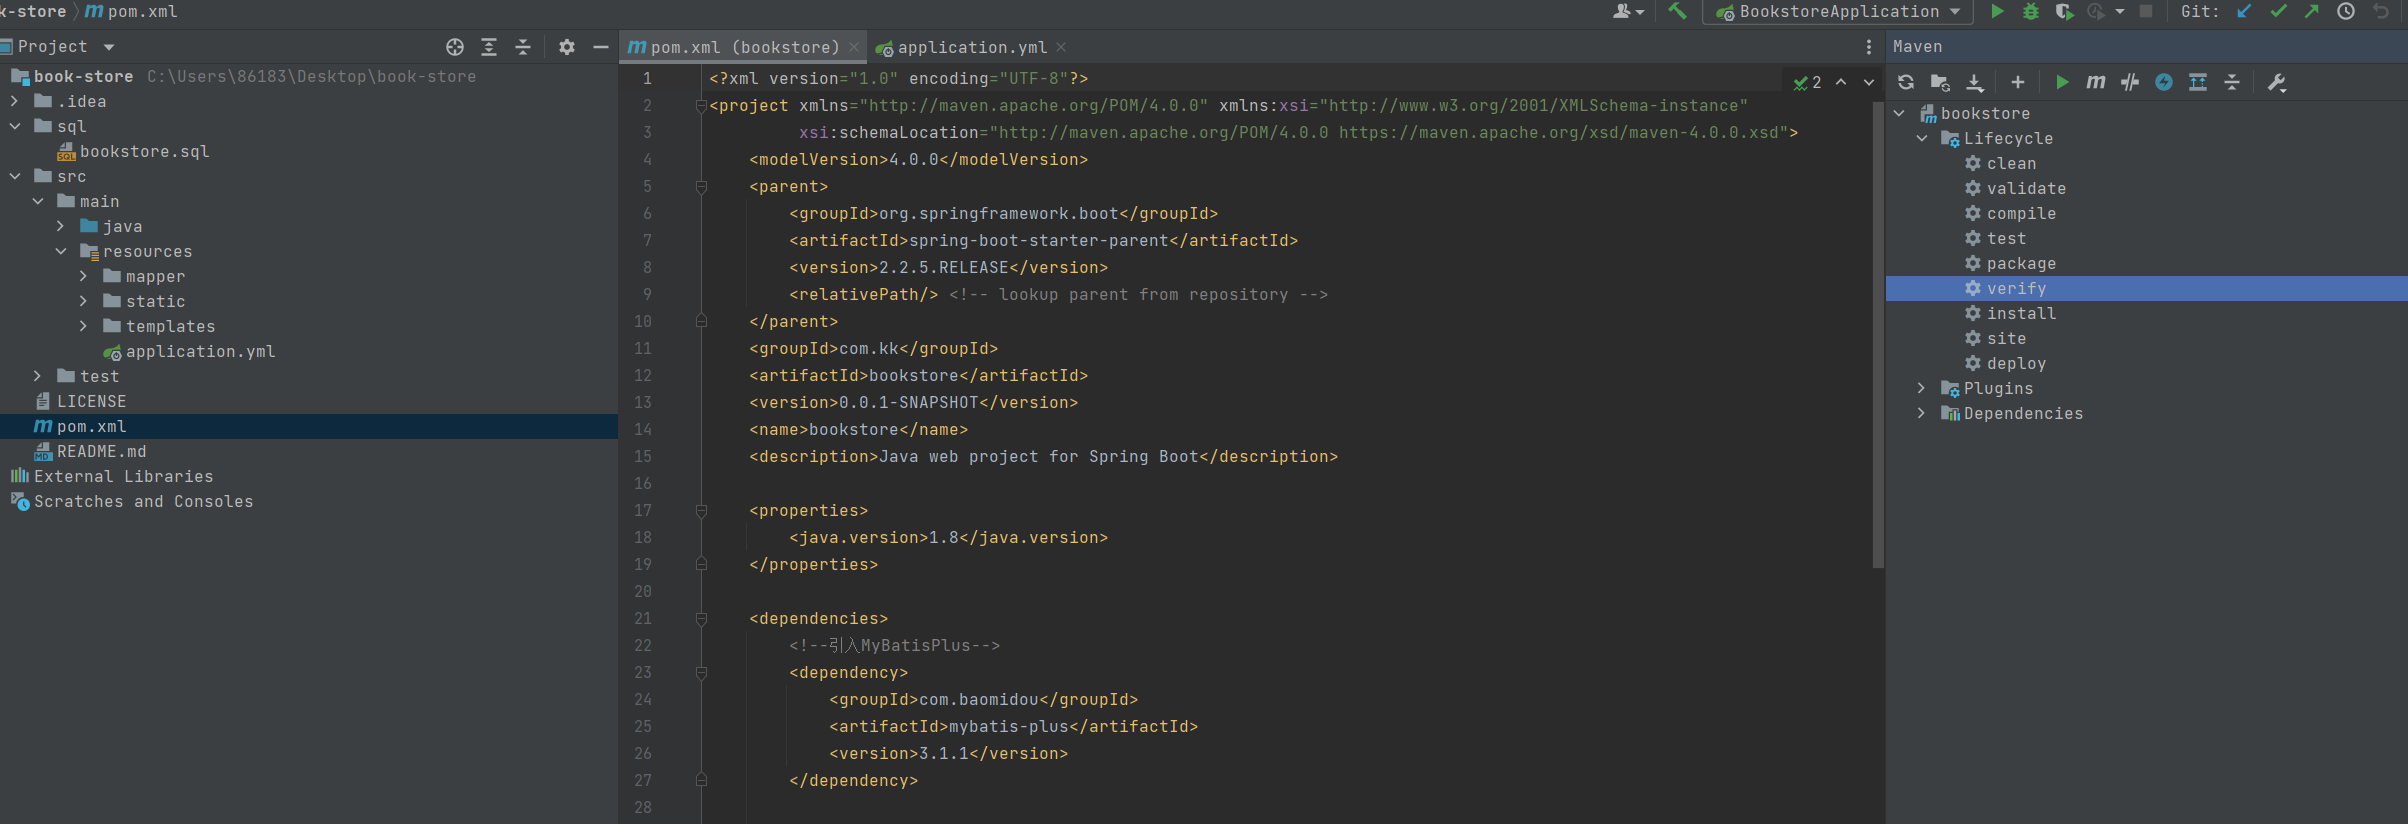 k-store
pom.xml
BookstoreApplication
Git:
Project
book-store C:\Users\86183\Desktop\book-store
.idea
sql
bookstore.sql
src
main
java
resources
mapper
static
templates
application.yml
test
LICENSE
pom.xml
README.md
External Libraries
Scratches and Consoles
pom.xml (bookstore)
application.yml
2
1 <?xml version="1.0" encoding="UTF-8"?>
2 <project xmlns="http://maven.apache.org/POM/4.0.0" xmlns:xsi="http://www.w3.org/2001/XMLSchema-instance"
3 xsi:schemaLocation="http://maven.apache.org/POM/4.0.0 https://maven.apache.org/xsd/maven-4.0.0.xsd">
4 <modelVersion>4.0.0</modelVersion>
5 <parent>
6 <groupId>org.springframework.boot</groupId>
7 <artifactId>spring-boot-starter-parent</artifactId>
8 <version>2.2.5.RELEASE</version>
9 <relativePath/> <!-- lookup parent from repository -->
10 </parent>
11 <groupId>com.kk</groupId>
12 <artifactId>bookstore</artifactId>
13 <version>0.0.1-SNAPSHOT</version>
14 <name>bookstore</name>
15 <description>Java web project for Spring Boot</description>
16
17 <properties>
18 <java.version>1.8</java.version>
19 </properties>
20
21 <dependencies>
22 <!--引入MyBatisPlus-->
23 <dependency>
24 <groupId>com.baomidou</groupId>
25 <artifactId>mybatis-plus</artifactId>
26 <version>3.1.1</version>
27 </dependency>
28
Maven
bookstore
Lifecycle
clean
validate
compile
test
package
verify
install
site
deploy
Plugins
Dependencies